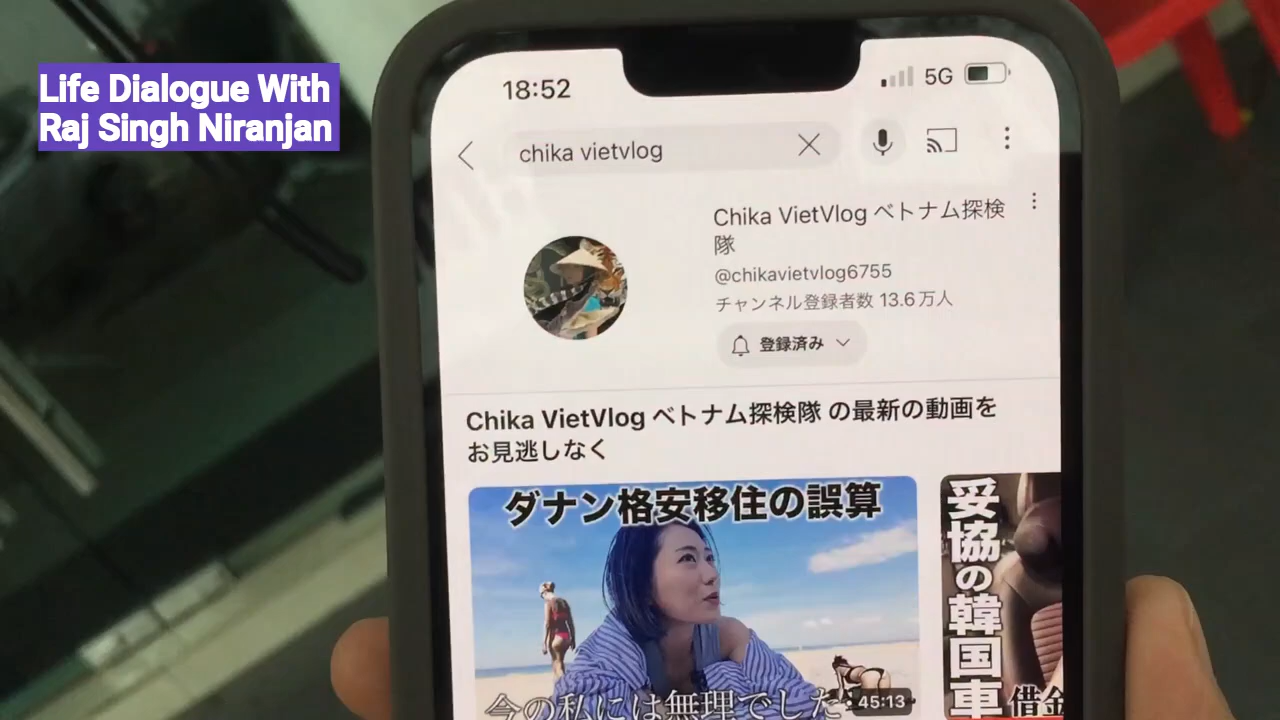 Life Dialogue With
Raj Singh Niranjan
18:52
5G
chika vietvlog
Chika VietVlog ベトナム探検
隊
@chikavietvlog6755
チャンネル登録者数 13.6万人
登録済み
Chika VietVlog ベトナム探検隊 の最新の動画を
お見逃しなく
ダナン格安移住の誤算
今の私には無理でした
45:13
妥協の韓国車
借金